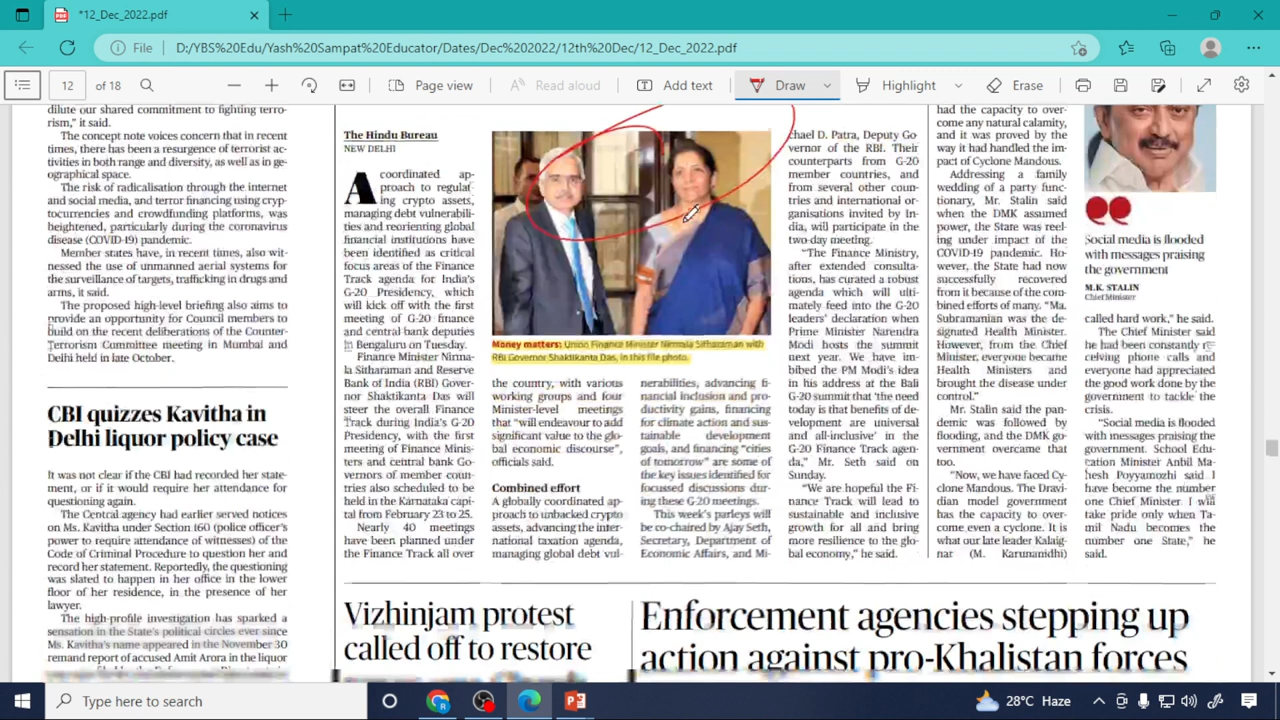 *12_Dec_2022.pdf
File
D:/YBS%20Edu/Yash%20Sampat%20Educator/Dates/Dec%202022/12th%20Dec/12_Dec_2022.pdf
12
of 18
Page view
Read aloud
Add text
Draw
Highlight
Erase
dilute our shared commitment to fighting terro-
rism,” it said.
The concept note voices concern that in recent
times, there has been a resurgence of terrorist ac-
tivities in both range and diversity, as well as in ge-
ographical space.
The risk of radicalisation through the internet
and social media, and terror financing using cryp-
tocurrencies and crowdfunding platforms, was
heightened, particularly during the coronavirus
disease (COVID-19) pandemic.
Member states have, in recent times, also wit-
nessed the use of unmanned aerial systems for
the surveillance of targets, trafficking in drugs and
arms, it said.
The proposed high-level briefing also aims to
provide an opportunity for Council members to
build on the recent deliberations of the Counter-
Terrorism Committee meeting in Mumbai and
Delhi held in late October.
CBI quizzes Kavitha in
Delhi liquor policy case
It was not clear if the CBI had recorded her state-
ment, or if it would require her attendance for
questioning again.
The Central agency had earlier served notices
on Ms. Kavitha under Section 160 (police officer’s
power to require attendance of witnesses) of the
Code of Criminal Procedure to question her and
record her statement. Reportedly, the questioning
was slated to happen in her office in the lower
floor of her residence, in the presence of her
lawyer.
The high-profile investigation has sparked a
sensation in the State’s political circles ever since
Ms. Kavitha’s name appeared in the November 30
remand report of accused Amit Arora in the liquor
The Hindu Bureau
NEW DELHI
A coordinated ap-
proach to regulat-
ing crypto assets,
managing debt vulnerabili-
ties and reorienting global
financial institutions have
been identified as critical
focus areas of the Finance
Track agenda for India’s
G-20 Presidency, which
will kick off with the first
meeting of G-20 finance
and central bank deputies
in Bengaluru on Tuesday.
Finance Minister Nirma-
la Sitharaman and Reserve
Bank of India (RBI) Gover-
nor Shaktikanta Das will
steer the overall Finance
Track during India’s G-20
Presidency, with the first
meeting of Finance Minis-
ters and central bank Go-
vernors of member coun-
tries also scheduled to be
held in the Karnataka capi-
tal from February 23 to 25.
Nearly 40 meetings
have been planned under
the Finance Track all over
Money matters: Union Finance Minister Nirmala Sitharaman with
RBI Governor Shaktikanta Das, in this file photo.
the country, with various
working groups and four
Minister-level meetings
that “will endeavour to add
significant value to the glo-
bal economic discourse”,
officials said.
Combined effort
A globally coordinated ap-
proach to unbacked crypto
assets, advancing the inter-
national taxation agenda,
managing global debt vul-
nerabilities, advancing fi-
nancial inclusion and pro-
ductivity gains, financing
for climate action and sus-
tainable development
goals, and financing “cities
of tomorrow” are some of
the key issues identified for
focussed discussions dur-
ing these G-20 meetings.
This week’s parleys will
be co-chaired by Ajay Seth,
Secretary, Department of
Economic Affairs, and Mi-
chael D. Patra, Deputy Go-
vernor of the RBI. Their
counterparts from G-20
member countries, and
from several other coun-
tries and international or-
ganisations invited by In-
dia, will participate in the
two-day meeting.
“The Finance Ministry,
after extended consulta-
tions, has curated a robust
agenda which will ulti-
mately feed into the G-20
leaders’ declaration when
Prime Minister Narendra
Modi hosts the summit
next year. We have im-
bibed the PM Modi’s idea
in his address at the Bali
G-20 summit that ‘the need
today is that benefits of de-
velopment are universal
and all-inclusive’ in the
G-20 Finance Track agen-
da,” Mr. Seth said on
Sunday.
“We are hopeful the Fi-
nance Track will lead to
sustainable and inclusive
growth for all and bring
more resilience to the glo-
bal economy,” he said.
had the capacity to over-
come any natural calamity,
and it was proved by the
way it had handled the im-
pact of Cyclone Mandous.
Addressing a family
wedding of a party func-
tionary, Mr. Stalin said
when the DMK assumed
power, the State was reel-
ing under impact of the
COVID-19 pandemic. Ho-
wever, the State had now
successfully recovered
from it because of the com-
bined efforts of many. “Ma.
Subramanian was the de-
signated Health Minister.
However, from the Chief
Minister, everyone became
Health Ministers and
brought the disease under
control.”
Mr. Stalin said the pan-
demic was followed by
flooding, and the DMK go-
vernment overcame that
too.
“Now, we have faced Cy-
clone Mandous. The Dravi-
dian model government
has the capacity to over-
come even a cyclone. It is
what our late leader Kalaig-
nar (M. Karunanidhi)
Social media is flooded
with messages praising
the government
M.K. STALIN
Chief Minister
called hard work,” he said.
The Chief Minister said
he had been constantly re-
ceiving phone calls and
everyone had appreciated
the good work done by the
government to tackle the
crisis.
“Social media is flooded
with messages praising the
government. School Edu-
cation Minister Anbil Ma-
hesh Poyyamozhi said I
have become the number
one Chief Minister. I will
take pride only when Ta-
mil Nadu becomes the
number one State,” he
said.
Vizhinjam protest
called off to restore
Enforcement agencies stepping up
action against pro-Khalistan forces
Type here to search
28°C Haze